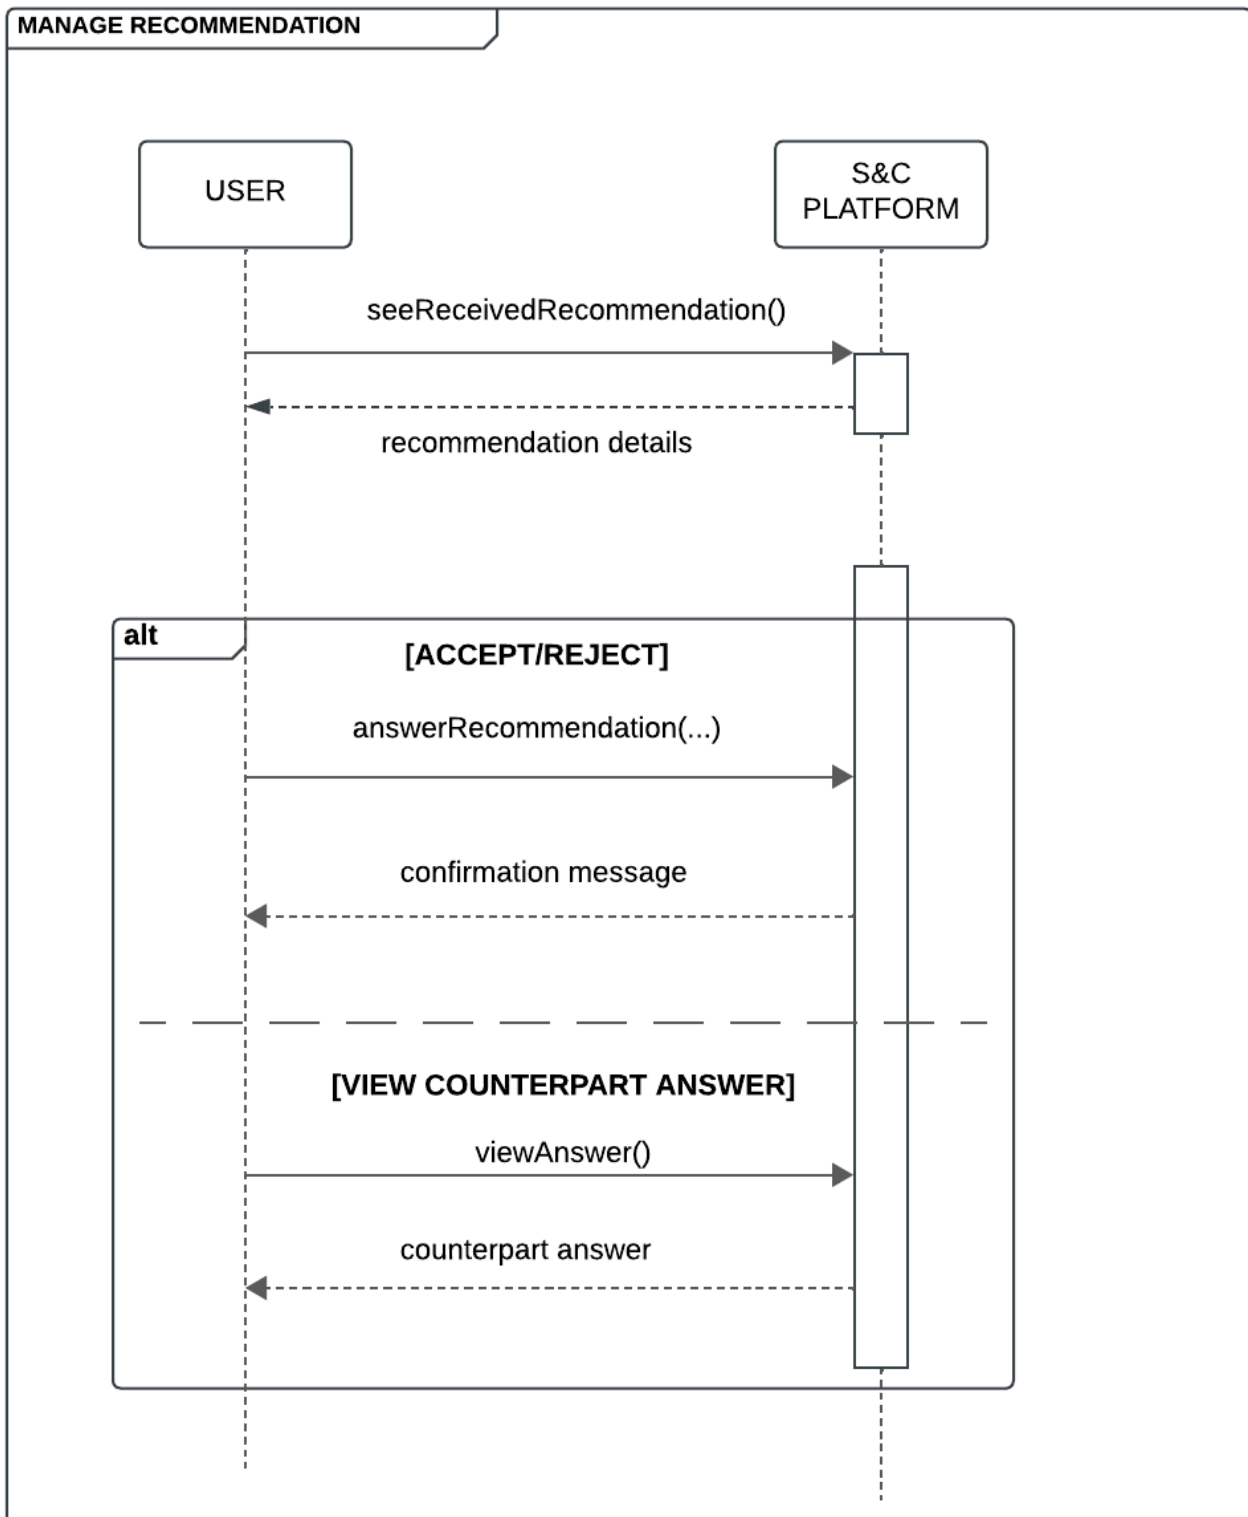 MANAGE RECOMMENDATION
USER
S&C
PLATFORM
seeReceivedRecommendation()
recommendation details
alt
[ACCEPT/REJECT]
answerRecommendation(...)
confirmation message
[VIEW COUNTERPART ANSWER]
viewAnswer()
counterpart answer